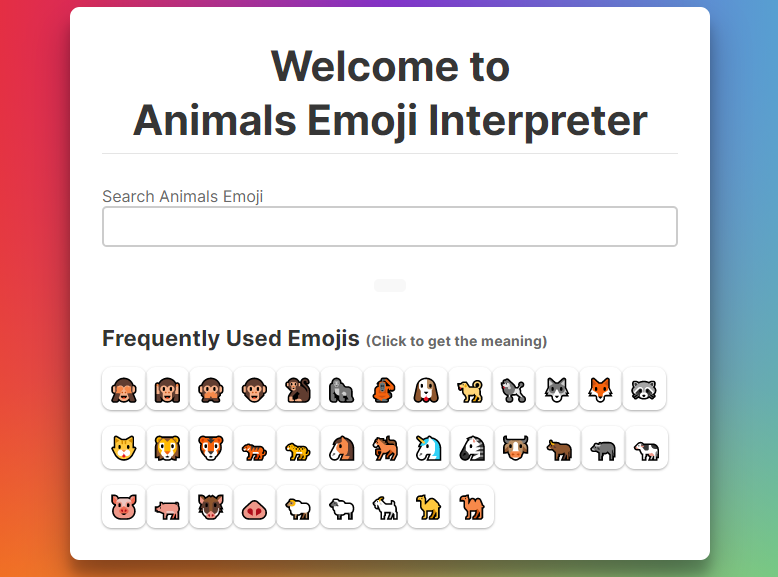 Welcome to
Animals Emoji Interpreter
Search Animals Emoji
Frequently Used Emojis (Click to get the meaning)